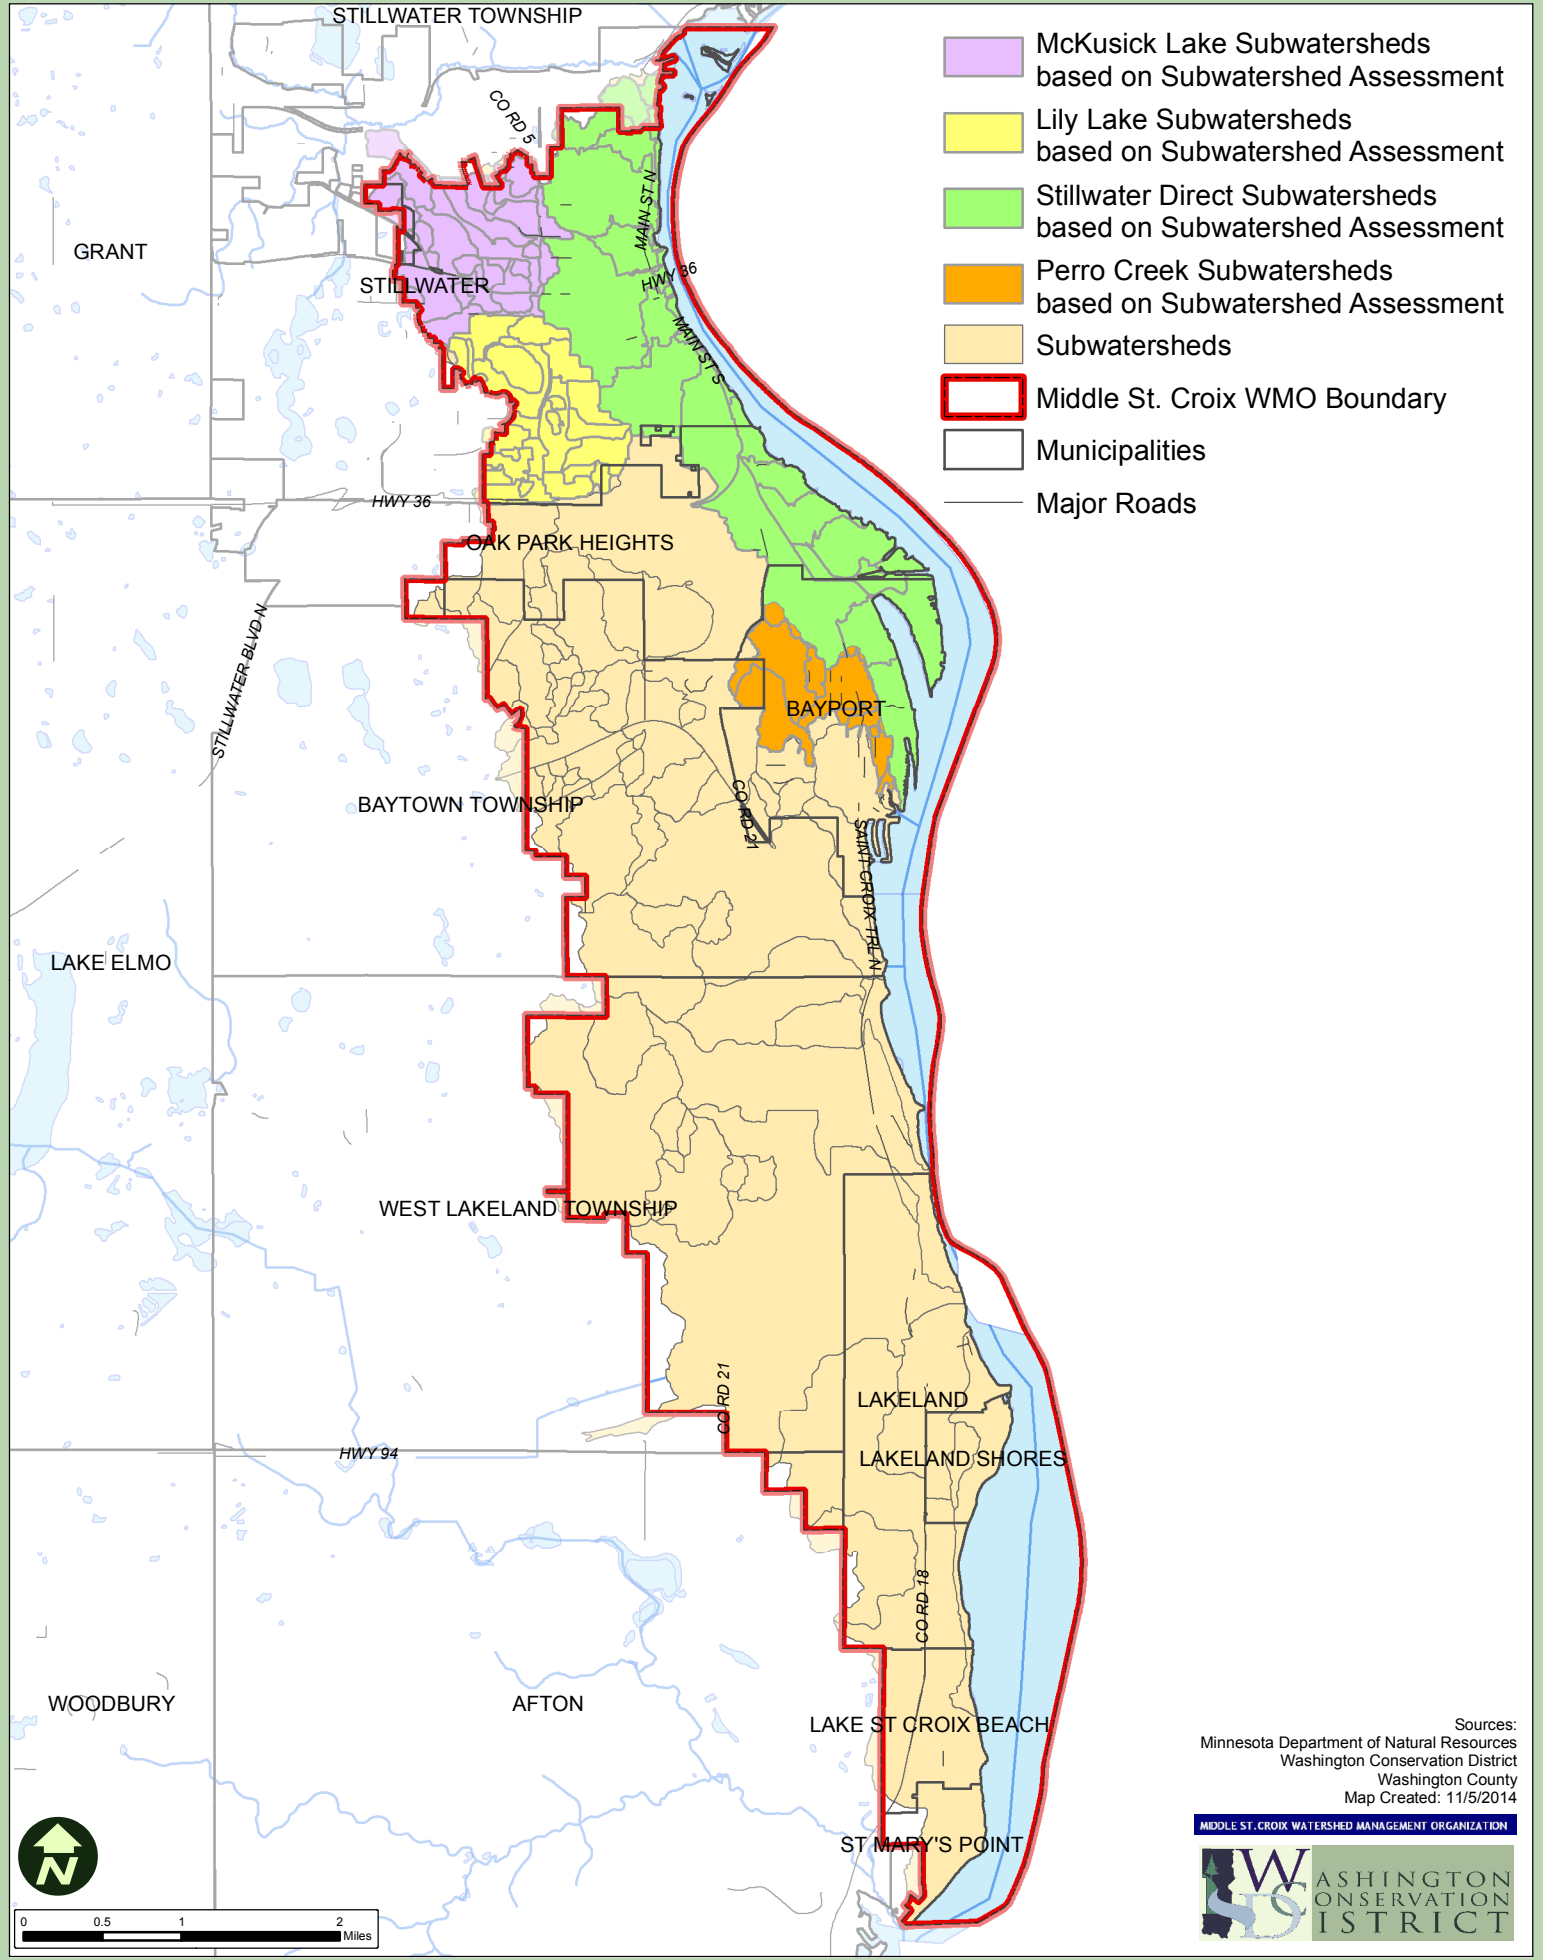 STILLWATER TOWNSHIP
McKusick Lake Subwatersheds
based on Subwatershed Assessment
Lily Lake Subwatersheds
based on Subwatershed Assessment
Stillwater Direct Subwatersheds
based on Subwatershed Assessment
Perro Creek Subwatersheds
based on Subwatershed Assessment
Subwatersheds
Middle St. Croix WMO Boundary
Municipalities
Major Roads
CO RD 5
MAIN ST N
GRANT
STILLWATER
HWY 36
MAIN ST S
HWY 36
OAK PARK HEIGHTS
STILLWATER BLVD N
BAYPORT
BAYTOWN TOWNSHIP
CO RD 21
SAINT CROIX TRL N
LAKE ELMO
WEST LAKELAND TOWNSHIP
CO RD 21
LAKELAND
HWY 94
LAKELAND SHORES
CO RD 18
WOODBURY
AFTON
LAKE ST CROIX BEACH
ST MARY'S POINT
Sources:
Minnesota Department of Natural Resources
Washington Conservation District
Washington County
Map Created: 11/5/2014
MIDDLE ST. CROIX WATERSHED MANAGEMENT ORGANIZATION
WASHINGTON
CONSERVATION
DISTRICT
N
0 0.5 1 2
Miles